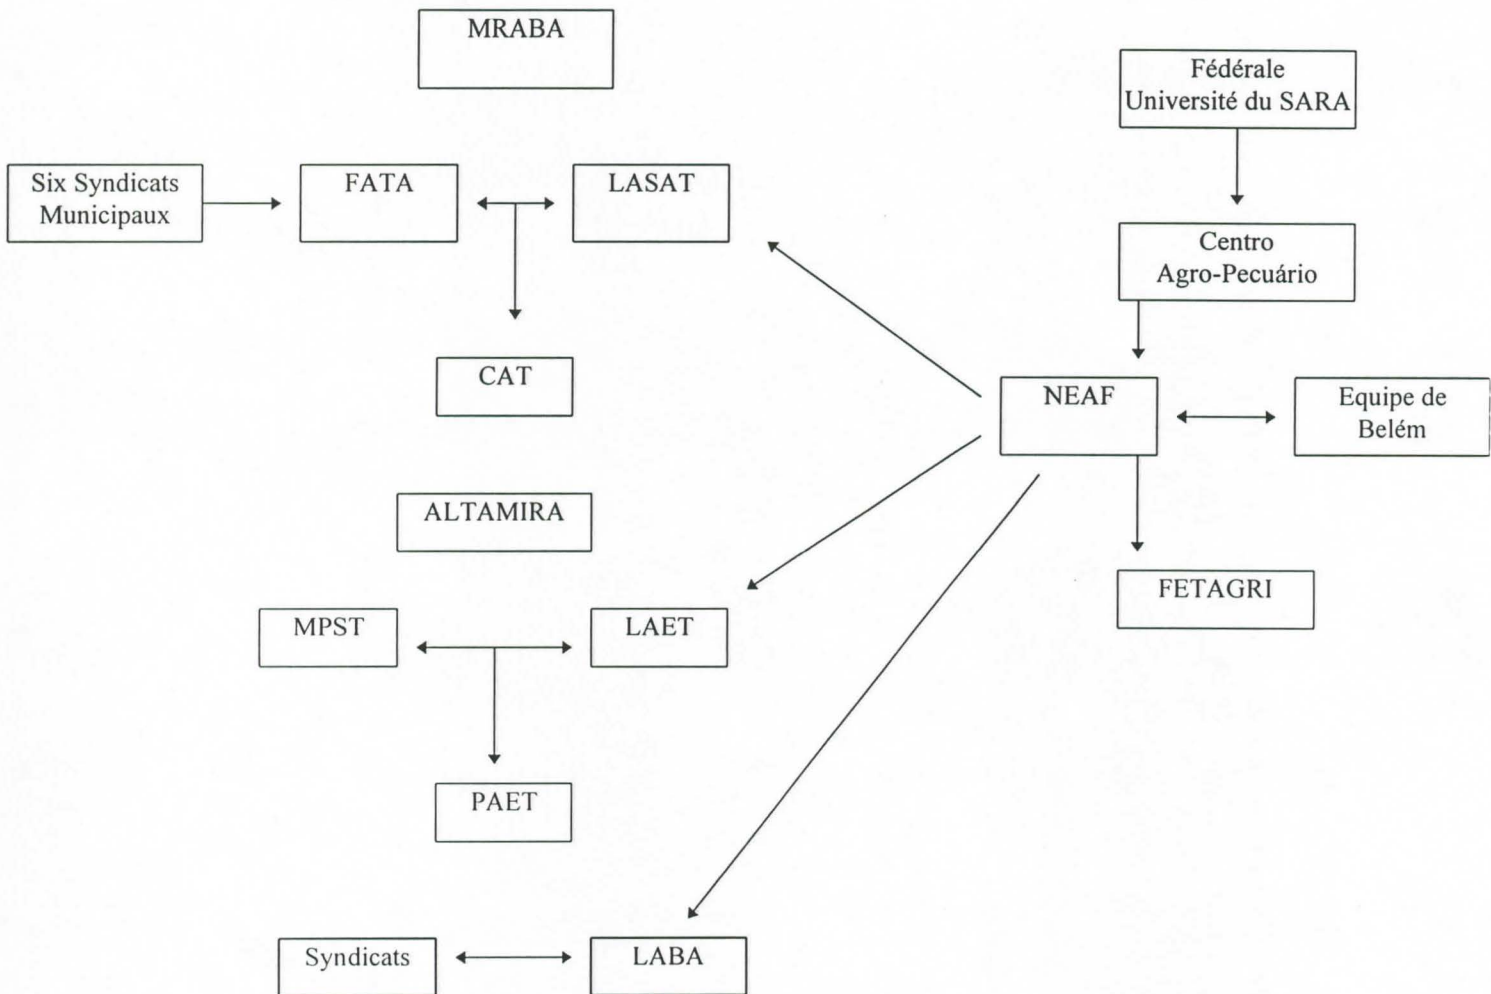 MRABA
Fédérale
Université du SARA
Six Syndicats
Municipaux
FATA
LASAT
Centro
Agro-Pecuário
CAT
NEAF
Equipe de
Belém
ALTAMIRA
FETAGRI
MPST
LAET
PAET
Syndicats
LABA